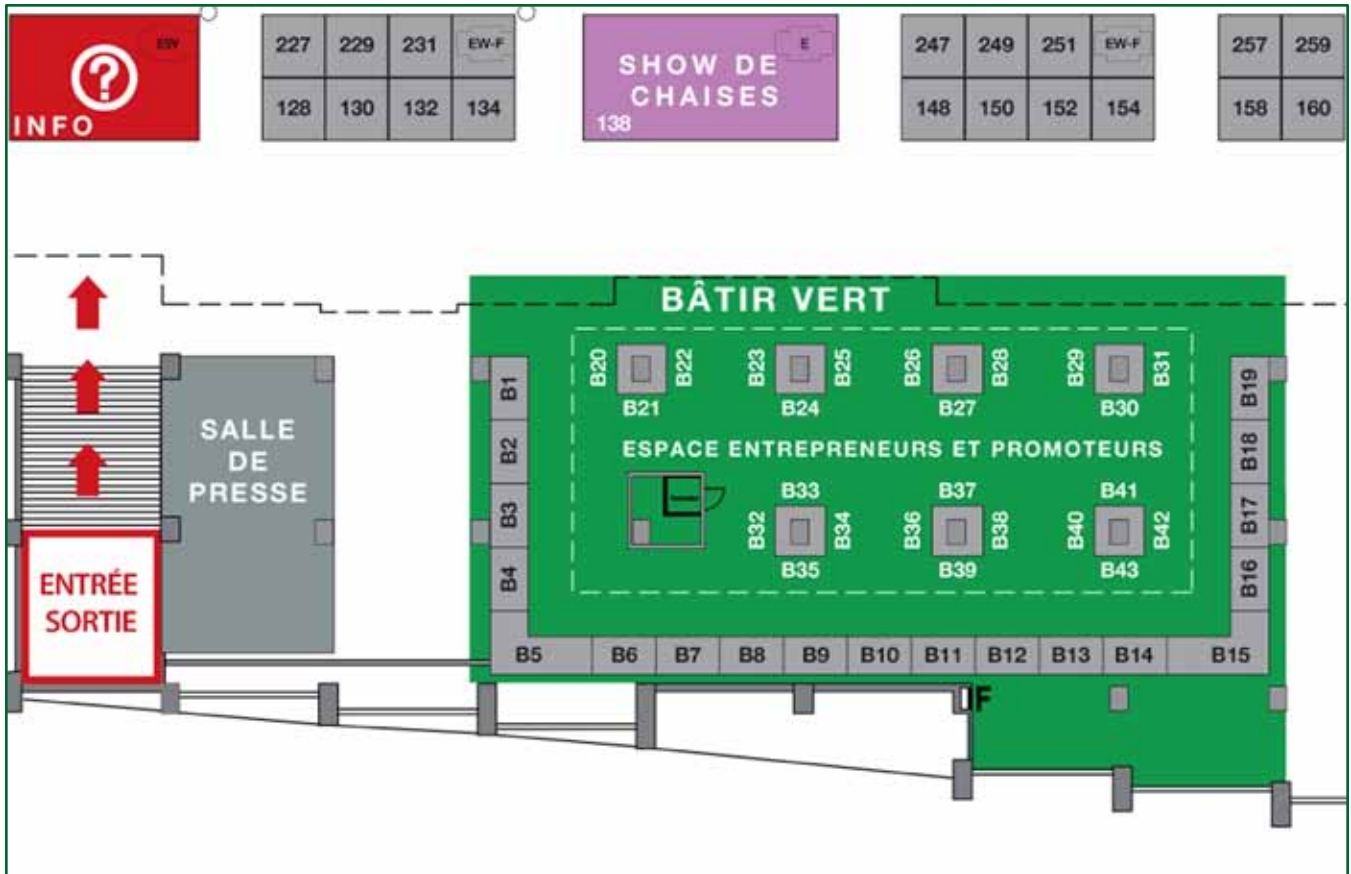 ESW
INFO
227 229 231 EW-F
128 130 132 134
SHOW DE
CHAISES
E
138
247 249 251 EW-F
148 150 152 154
257 259
158 160
BÂTIR VERT
SALLE
DE
PRESSE
ENTRÉE
SORTIE
B20 B22 B23 B25 B26 B28 B29 B31
B21 B24 B27 B30
ESPACE ENTREPRENEURS ET PROMOTEURS
B33 B37 B41
B32 B34 B36 B38 B40 B42
B35 B39 B43
B1
B2
B3
B4
B19
B18
B17
B16
B5 B6 B7 B8 B9 B10 B11 B12 B13 B14 B15
F